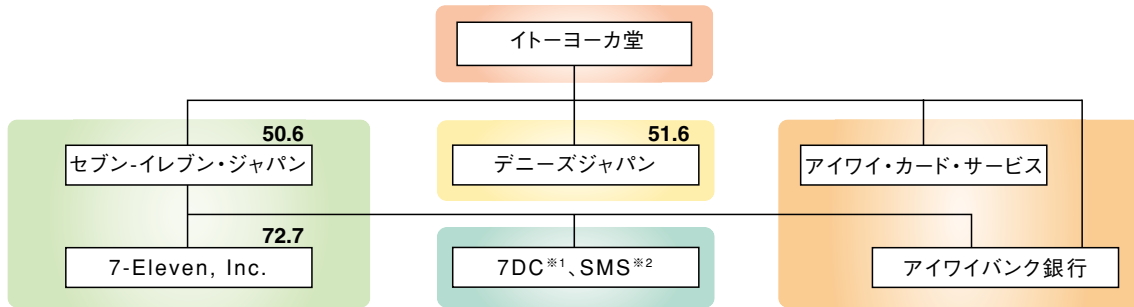 イトーヨーカ堂
50.6
51.6
セブン-イレブン・ジャパン
デニーズジャパン
アイワイ・カード・サービス
72.7
7-Eleven, Inc.
7DC※1、SMS※2
アイワイバンク銀行